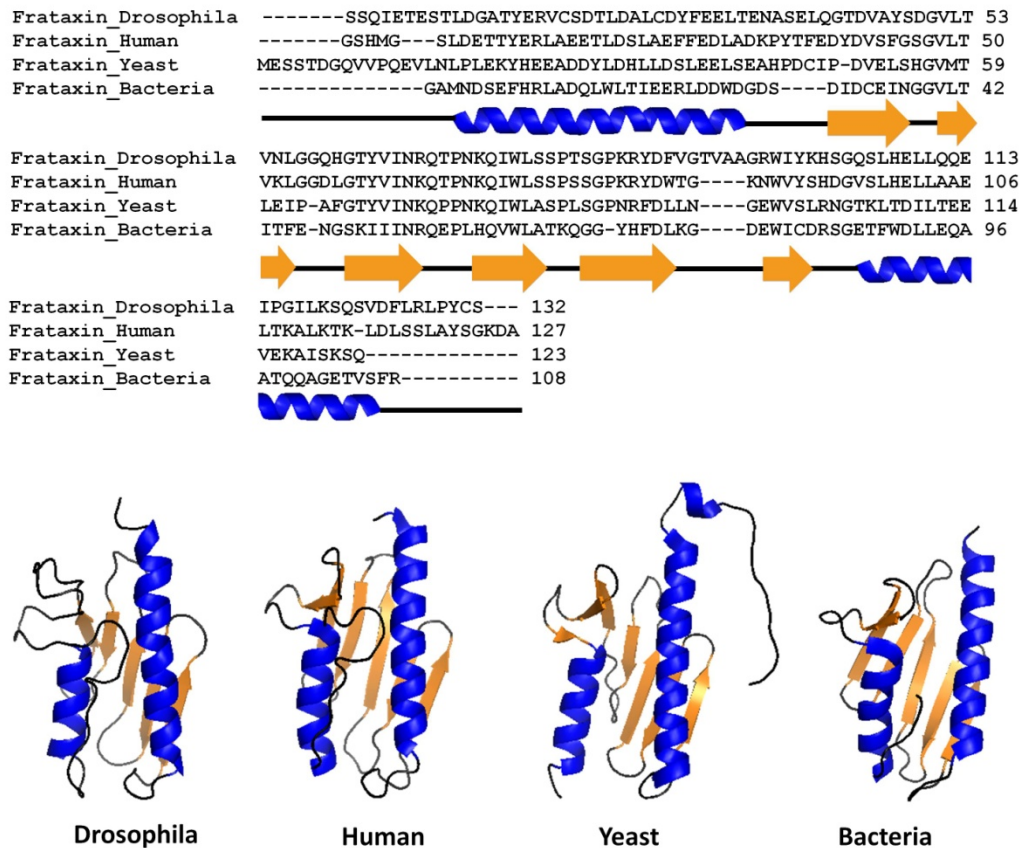 Frataxin_Drosophila -------SSQIETESTLDGATYERVCSDTLDALCDYFEELTENASELQGTDVAYSDGVLT 53
Frataxin_Human -------GSHMG---SLDETTYERLAEETLDSLAEFFEDLADKPYTFEDYDVSFGSGVLT 50
Frataxin_Yeast MESSTDGQVVPQEVLNLPLEKYHEEADDYLDHLLDSLEELSEAHPDCIP-DVELSHGVMT 59
Frataxin_Bacteria --------------GAMNDSEFHRLADQLWLTIEERLDDWDGDS----DIDCEINGGVLT 42
Frataxin_Drosophila VNLGGQHGTYVINRQTPNKQIWLSSPTSGPKRYDFVGTVAAGRWIYKHSGQSLHELLQQE 113
Frataxin_Human VKLGGDLGTYVINKQTPNKQIWLSSPSSGPKRYDWTG----KNWVYSHDGVSLHELLAAE 106
Frataxin_Yeast LEIP-AFGTYVINKQPPNKQIWLASPLSGPNRFDLLN----GEWVSLRNGTKLTDILTEE 114
Frataxin_Bacteria ITFE-NGSKIIINRQEPLHQVWLATKQGG-YHFDLKG----DEWICDRSGETFWDLLEQA 96
Frataxin_Drosophila IPGILKSQSVDFLRLPYCS--- 132
Frataxin_Human LTKALKTK-LDLSSLAYSGKDA 127
Frataxin_Yeast VEKAISKSQ------------- 123
Frataxin_Bacteria ATQQAGETVSFR---------- 108
Drosophila Human Yeast Bacteria